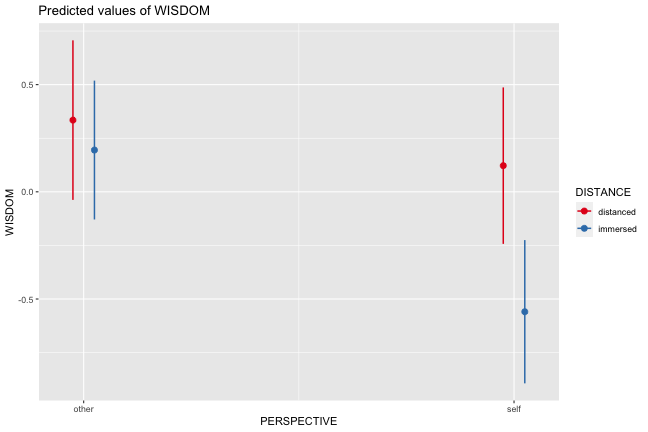 Predicted values of WISDOM
0.5
0.0
-0.5
WISDOM
other
self
PERSPECTIVE
DISTANCE
distanced
immersed